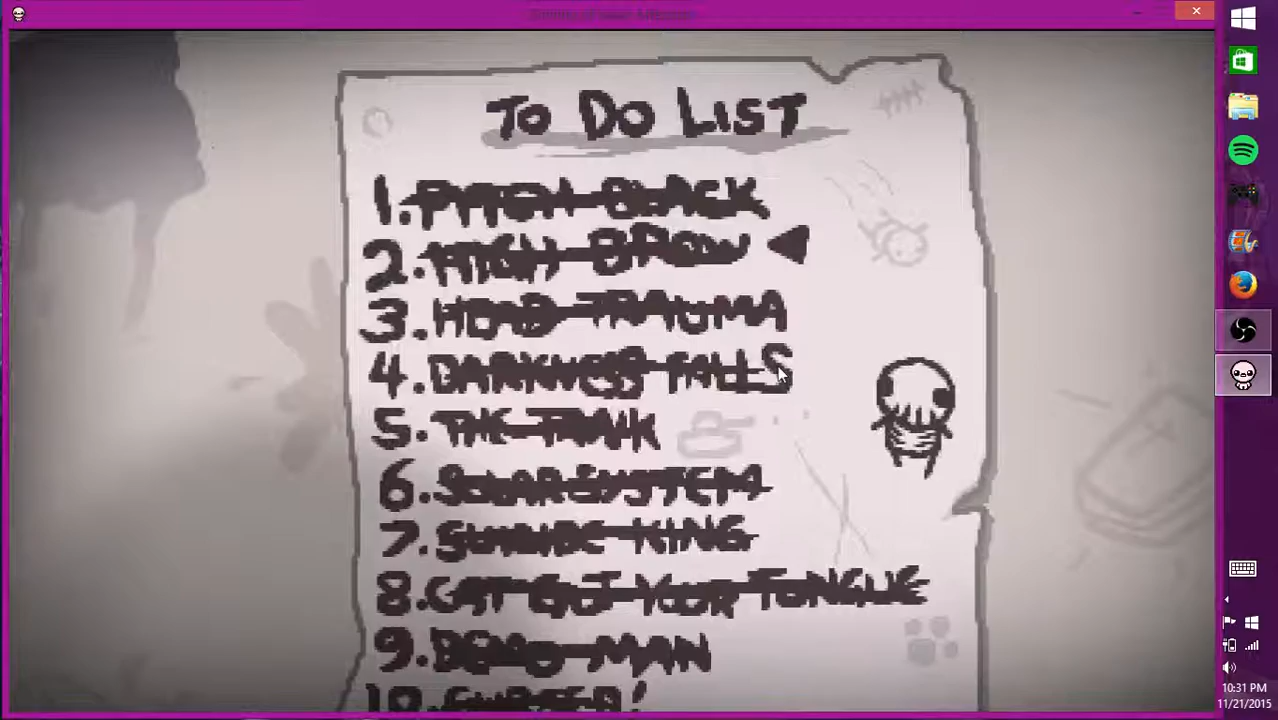 To Do List
1. PITCH BLACK
2. HIGH BROW
3. HEAD TRAUMA
4. DARKNESS FALLS
5. THE TANK
6. SOLAR SYSTEM
7. SUICIDE KING
8. CAT GOT YOUR TONGUE
9. DEMO MAN
10. CURSED!
10:31 PM
11/21/2015